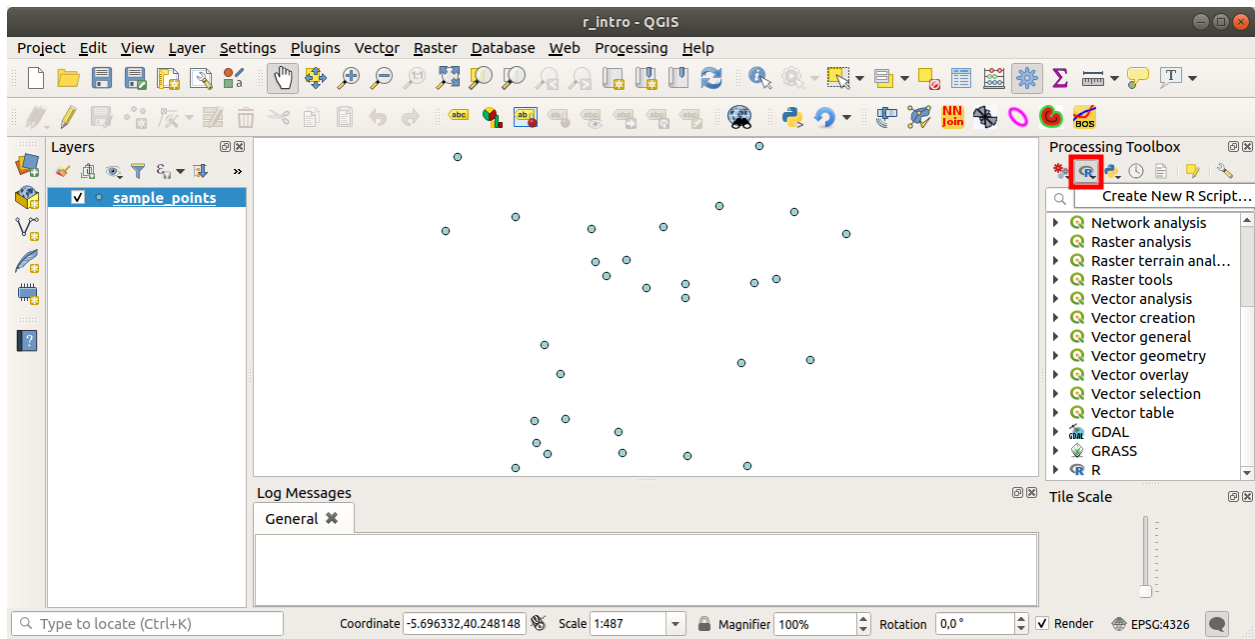 r_intro - QGIS
Project Edit View Layer Settings Plugins Vector Raster Database Web Processing Help
NN
Join
BOS
Layers
sample_points
Processing Toolbox
Create New R Script...
Network analysis
Raster analysis
Raster terrain anal...
Raster tools
Vector analysis
Vector creation
Vector general
Vector geometry
Vector overlay
Vector selection
Vector table
GDAL
GRASS
R
Log Messages
General
Tile Scale
Type to locate (Ctrl+K)
Coordinate -5.696332,40.248148 Scale 1:487 Magnifier 100% Rotation 0,0 ° Render EPSG:4326